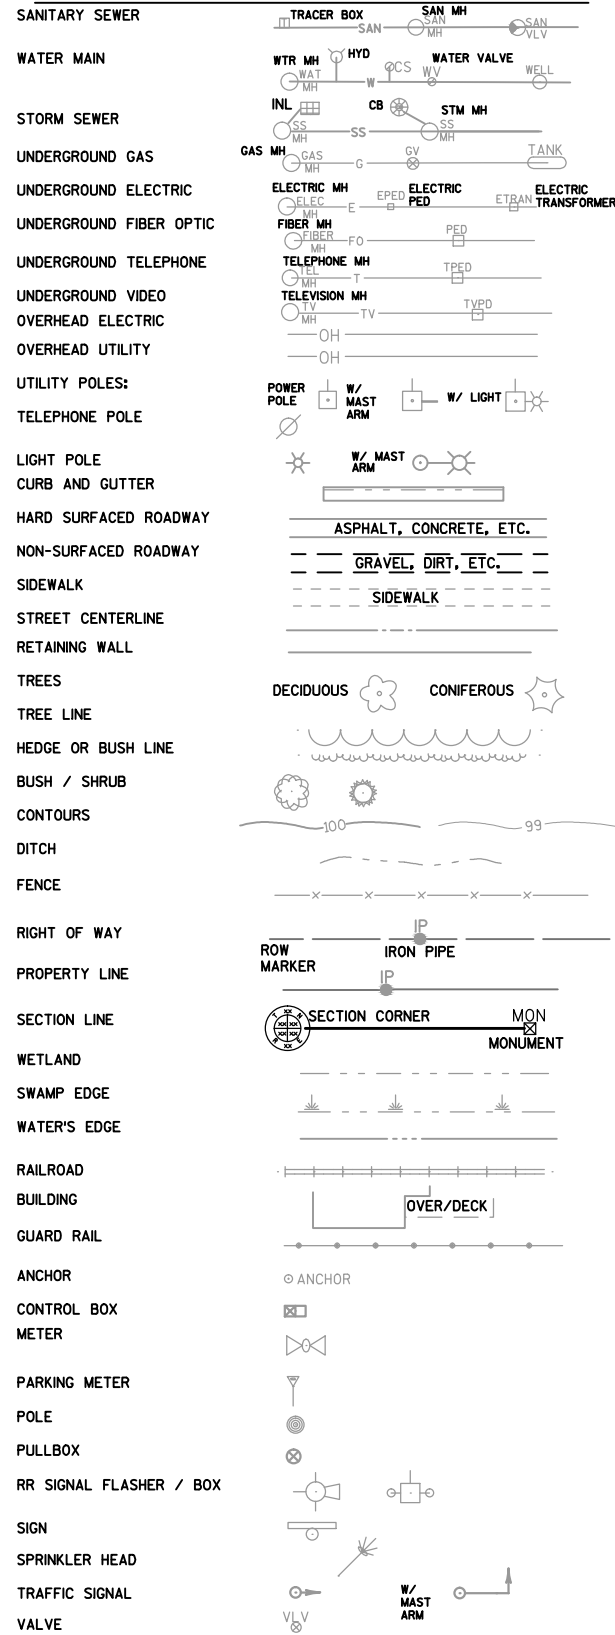 SANITARY SEWER
TRACER BOX
SAN MH
SAN
SAN
MH
SAN
VLV
WATER MAIN
WTR MH
HYD
WATER VALVE
WAT
MH
W
CS
WV
WELL
STORM SEWER
INL
CB
STM MH
SS
MH
SS
SS
MH
UNDERGROUND GAS
GAS MH
GAS
MH
G
GV
TANK
UNDERGROUND ELECTRIC
ELECTRIC MH
ELEC
MH
E
EPED
ELECTRIC
PED
ETRAN
ELECTRIC
TRANSFORMER
UNDERGROUND FIBER OPTIC
FIBER MH
FIBER
MH
FO
PED
UNDERGROUND TELEPHONE
TELEPHONE MH
TEL
MH
T
TPED
UNDERGROUND VIDEO
TELEVISION MH
TV
MH
TV
TVPD
OVERHEAD ELECTRIC
OH
OVERHEAD UTILITY
OH
UTILITY POLES:
POWER
POLE
W/
MAST
ARM
W/ LIGHT
TELEPHONE POLE
LIGHT POLE
W/ MAST
ARM
CURB AND GUTTER
HARD SURFACED ROADWAY
ASPHALT, CONCRETE, ETC.
NON-SURFACED ROADWAY
GRAVEL, DIRT, ETC.
SIDEWALK
SIDEWALK
STREET CENTERLINE
RETAINING WALL
TREES
DECIDUOUS
CONIFEROUS
TREE LINE
HEDGE OR BUSH LINE
BUSH / SHRUB
CONTOURS
100
99
DITCH
FENCE
X X X X X
RIGHT OF WAY
IP
ROW
MARKER
IRON PIPE
PROPERTY LINE
IP
SECTION LINE
T N
R E
XX
XX XX
XX XX
XX
SECTION CORNER
MON
MONUMENT
WETLAND
SWAMP EDGE
WATER'S EDGE
RAILROAD
BUILDING
OVER/DECK
GUARD RAIL
ANCHOR
ANCHOR
CONTROL BOX
METER
PARKING METER
POLE
PULLBOX
RR SIGNAL FLASHER / BOX
SIGN
SPRINKLER HEAD
TRAFFIC SIGNAL
W/
MAST
ARM
VALVE
VLV